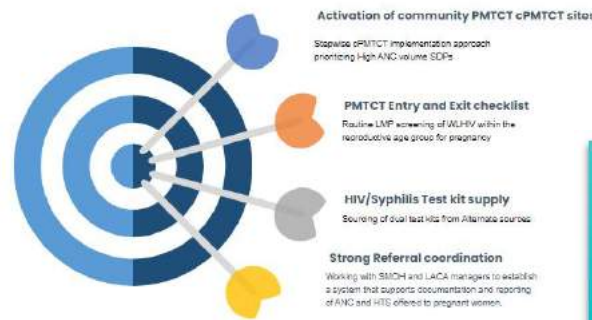 Activation of community PMTCT cPMTCT sites
Stepwise cPMTCT implementation approach
prioritizing High ANC volume SDPs
PMTCT Entry and Exit checklist
Routine LMP screening of WLHIV within the
reproductive age group for pregnancy
HIV/Syphilis Test kit supply
Sourcing of dual test kits from Alternate sources
Strong Referral coordination
Working with SMOH and LACA managers to establish
a system that supports documentation and reporting
of ANC and HTS offered to pregnant women.